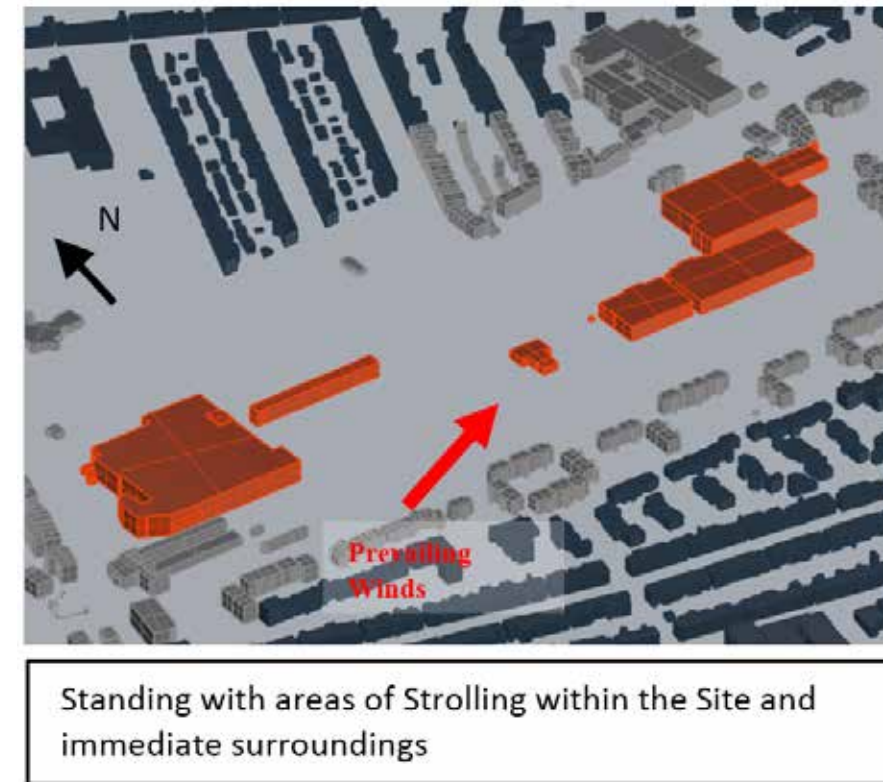 N
Prevailing
Winds
Standing with areas of Strolling within the Site and
immediate surroundings